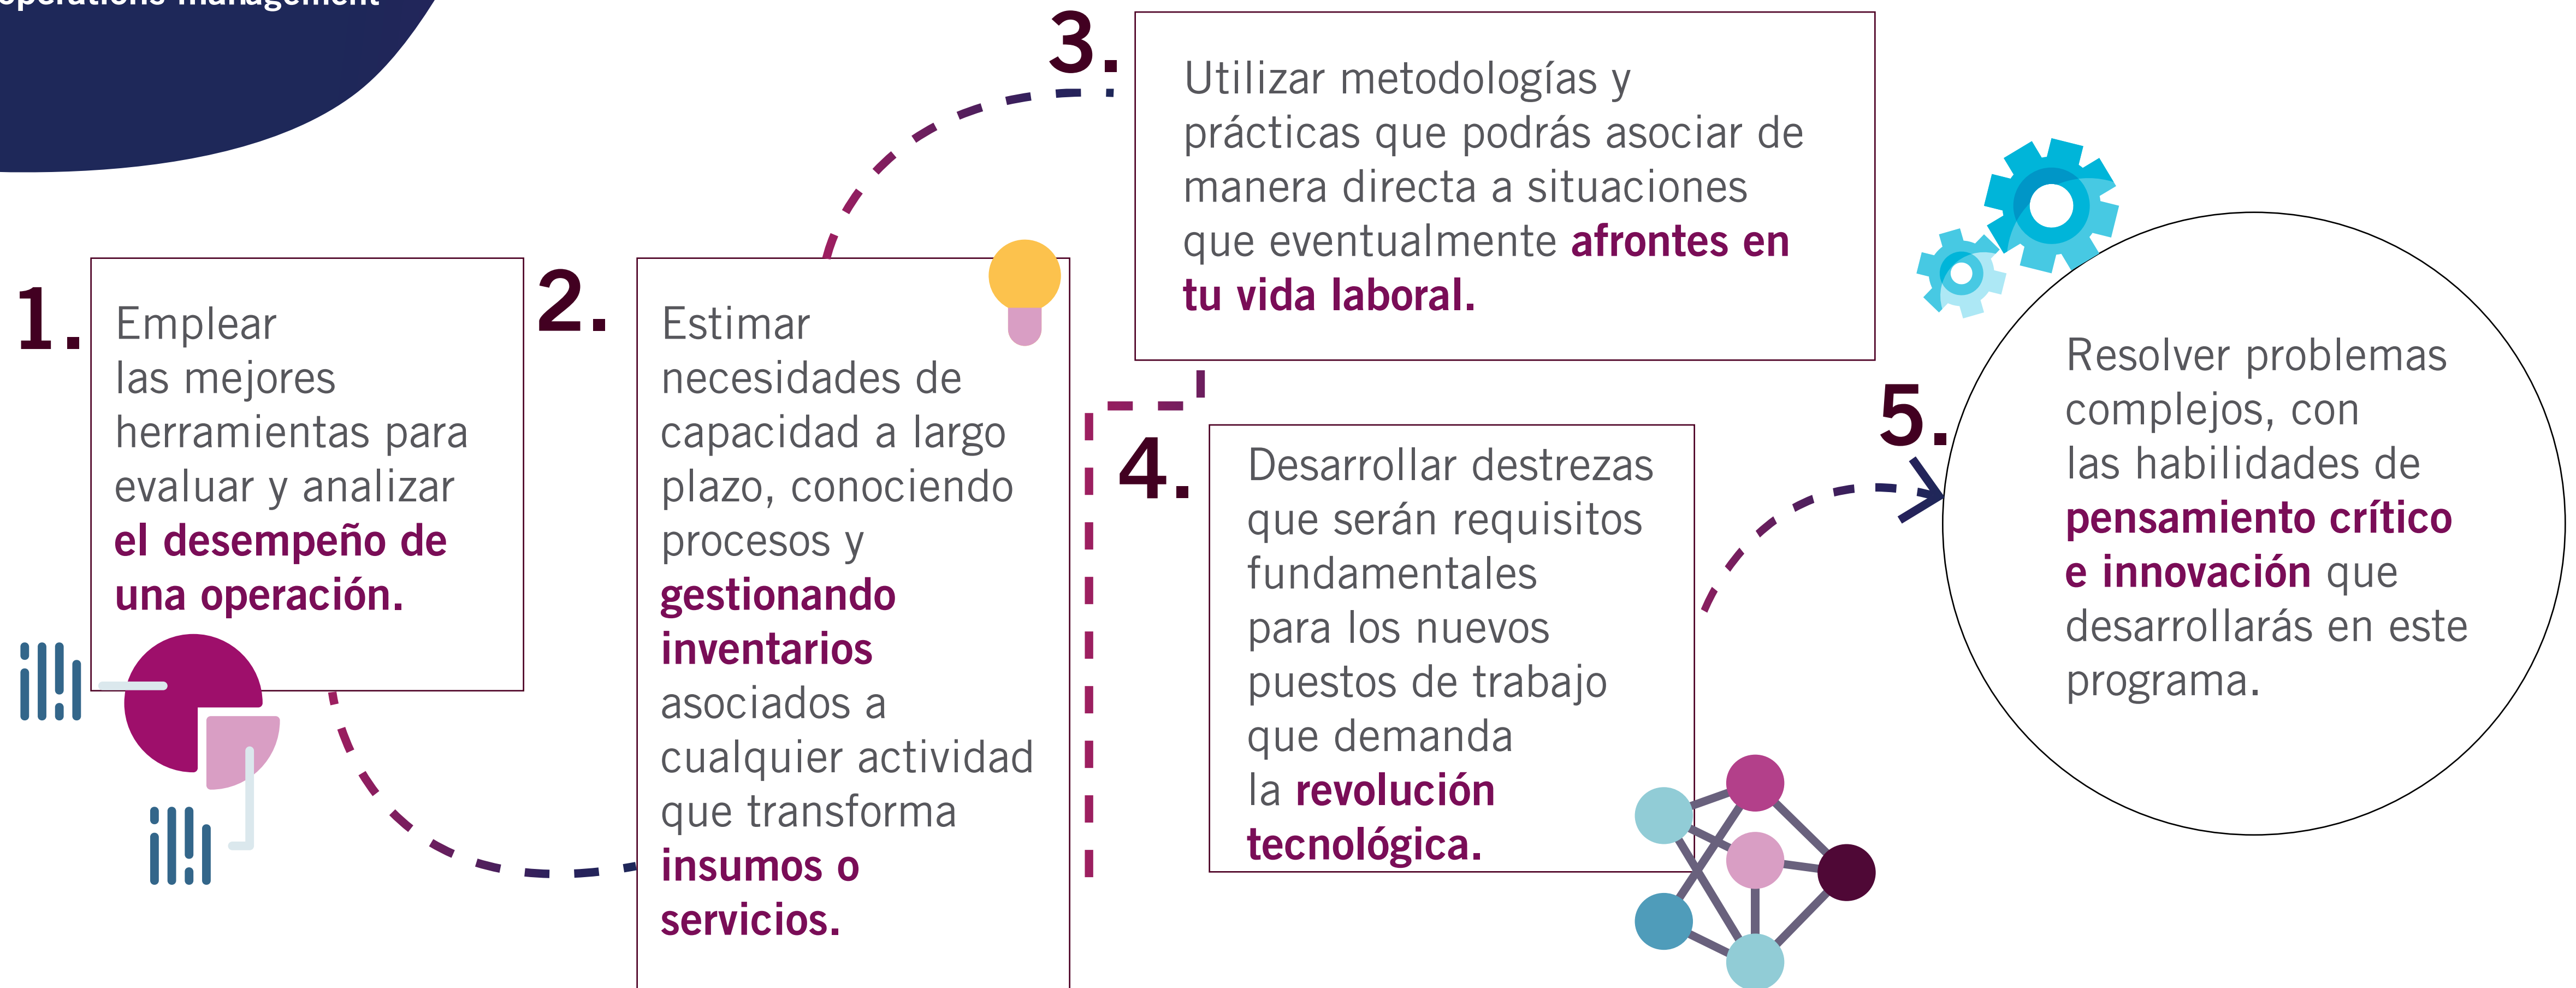 operations management
1.
Emplear
las mejores
herramientas para
evaluar y analizar
el desempeño de
una operación.
2.
Estimar
necesidades de
capacidad a largo
plazo, conociendo
procesos y
gestionando
inventarios
asociados a
cualquier actividad
que transforma
insumos o
servicios.
3.
Utilizar metodologías y
prácticas que podrás asociar de
manera directa a situaciones
que eventualmente afrontes en
tu vida laboral.
4.
Desarrollar destrezas
que serán requisitos
fundamentales
para los nuevos
puestos de trabajo
que demanda
la revolución
tecnológica.
5.
Resolver problemas
complejos, con
las habilidades de
pensamiento crítico
e innovación que
desarrollarás en este
programa.